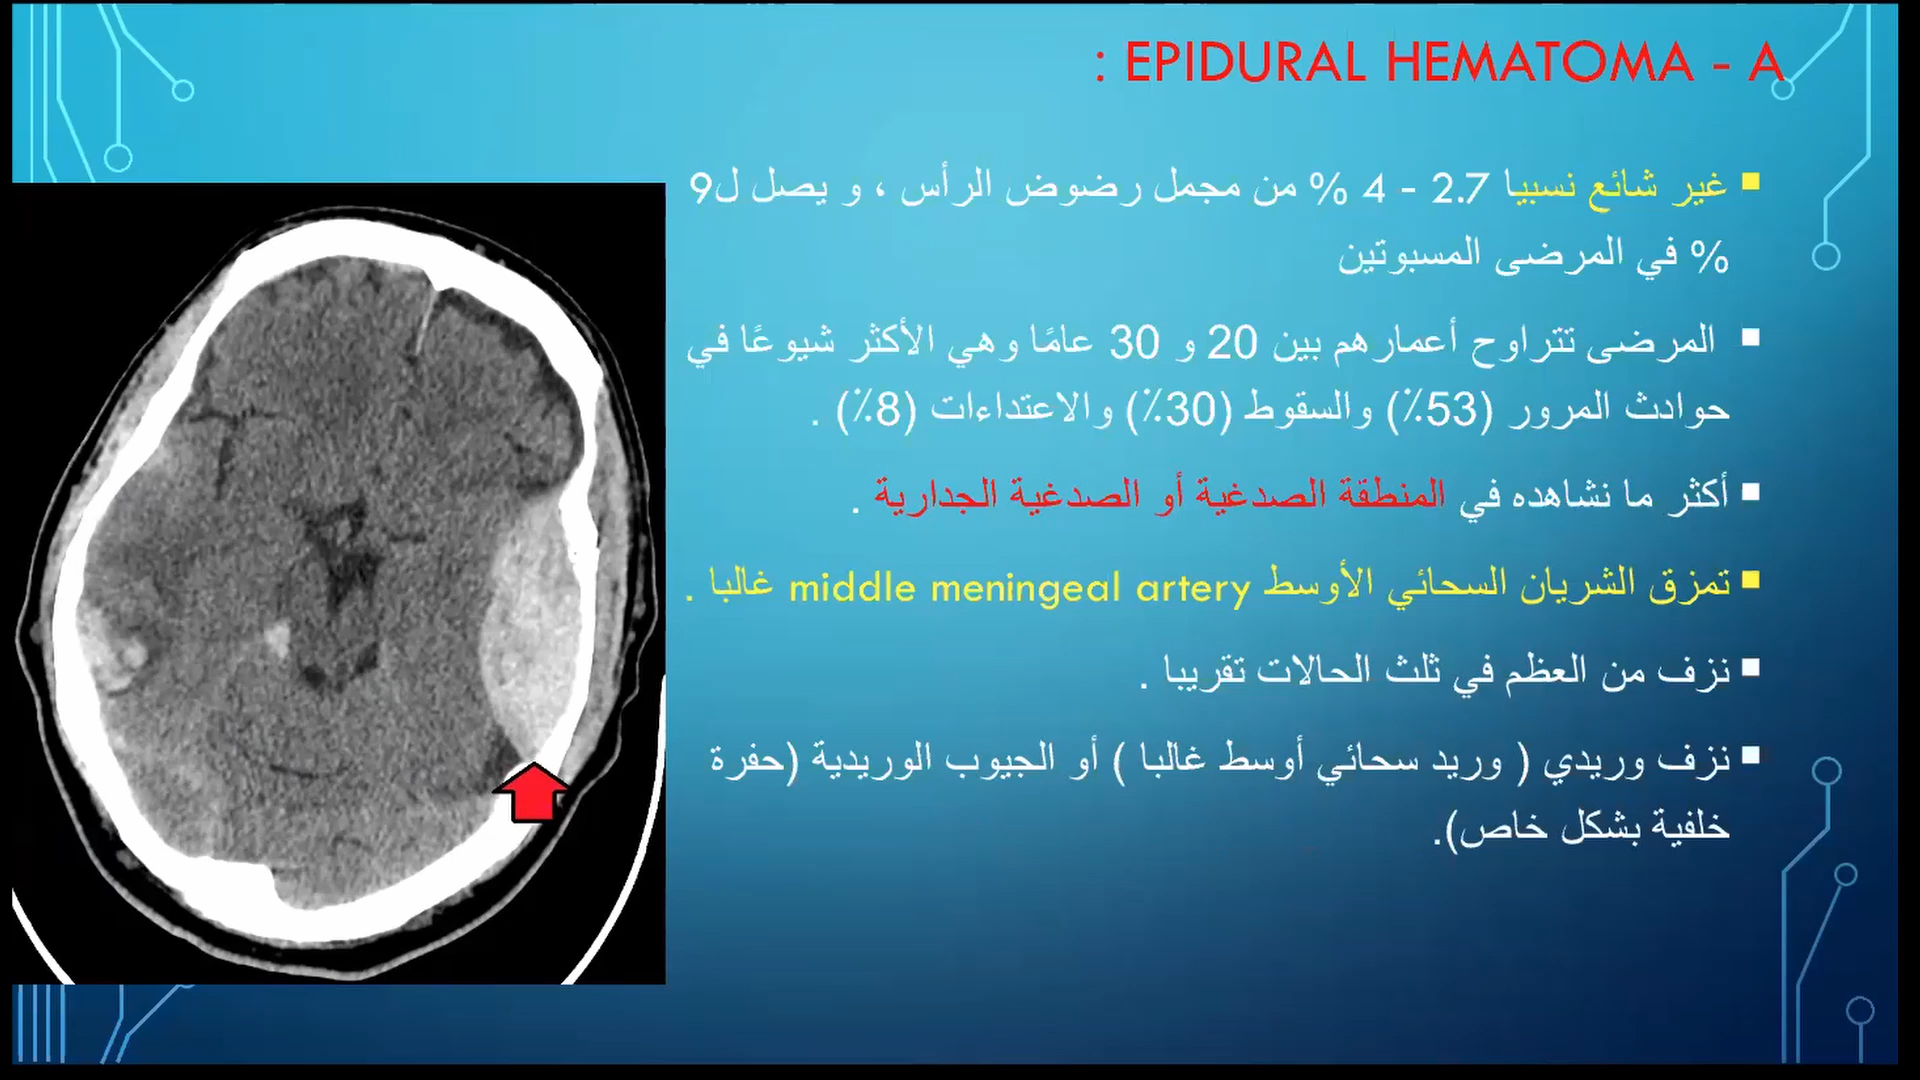 A - EPIDURAL HEMATOMA :
غير شائع نسبيا 2.7 - 4 % من مجمل رضوض الرأس ، و يصل ل9
% في المرضى المسبوتين
المرضى تتراوح أعمارهم بين 20 و 30 عامًا وهي الأكثر شيوعًا في
حوادث المرور (53٪) والسقوط (30٪) والاعتداءات (8٪) .
أكثر ما نشاهده في المنطقة الصدغية أو الصدغية الجدارية .
تمزق الشريان السحائي الأوسط middle meningeal artery غالبا .
نزف من العظم في ثلث الحالات تقريبا .
نزف وريدي ( وريد سحائي أوسط غالبا ) أو الجيوب الوريدية (حفرة
خلفية بشكل خاص).